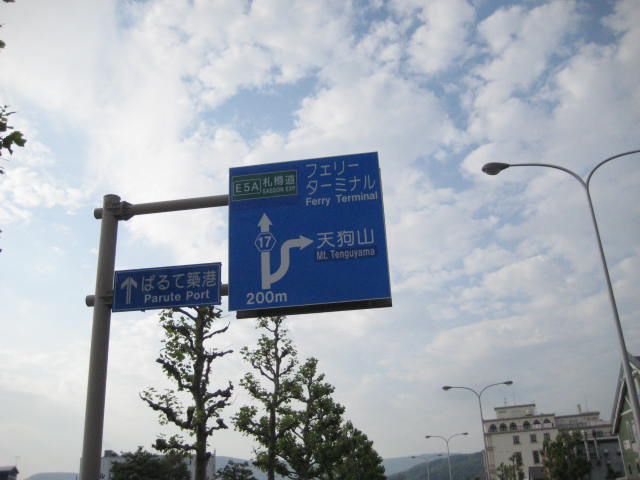 E5A 札樽道
SASSON EXP
フェリー
ターミナル
Ferry Terminal
17
天狗山
Mt. Tenguyama
200m
ぱるて築港
Parute Port